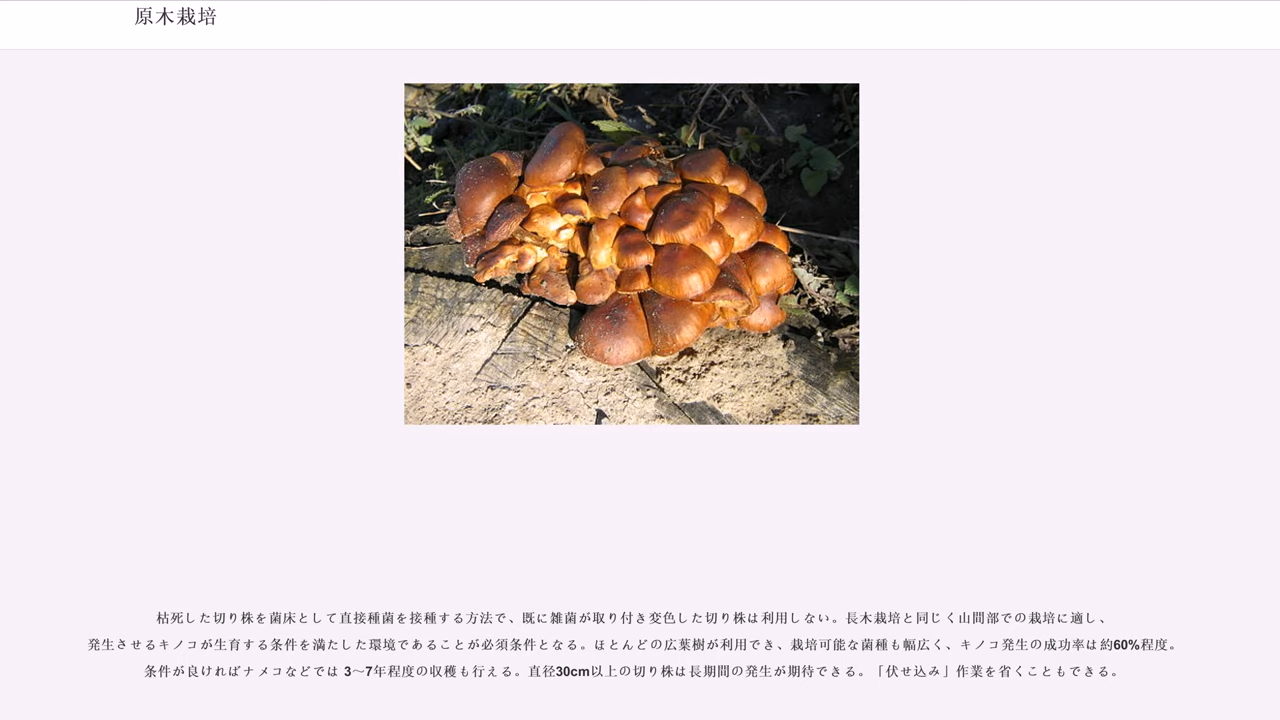 原木栽培
枯死した切り株を菌床として直接種菌を接種する方法で、既に雑菌が取り付き変色した切り株は利用しない。長木栽培と同じく山間部での栽培に適し、
発生させるキノコが生育する条件を満たした環境であることが必須条件となる。ほとんどの広葉樹が利用でき、栽培可能な菌種も幅広く、キノコ発生の成功率は約60%程度。
条件が良ければナメコなどでは 3〜7年程度の収穫も行える。直径30cm以上の切り株は長期間の発生が期待できる。「伏せ込み」作業を省くこともできる。